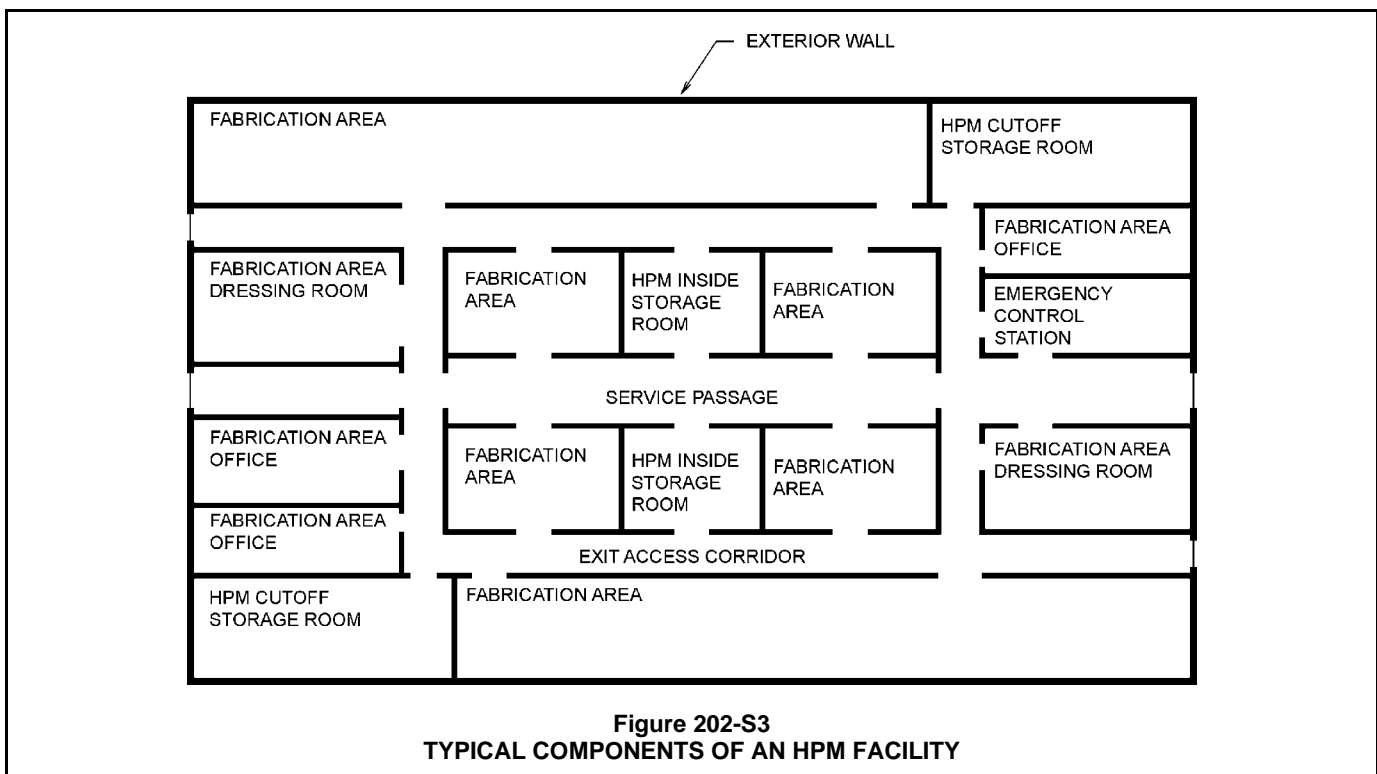 EXTERIOR WALL
FABRICATION AREA
HPM CUTOFF
STORAGE ROOM
FABRICATION AREA
OFFICE
FABRICATION AREA
DRESSING ROOM
FABRICATION
AREA
HPM INSIDE
STORAGE
ROOM
FABRICATION
AREA
EMERGENCY
CONTROL
STATION
SERVICE PASSAGE
FABRICATION AREA
OFFICE
FABRICATION
AREA
HPM INSIDE
STORAGE
ROOM
FABRICATION
AREA
FABRICATION AREA
DRESSING ROOM
FABRICATION AREA
OFFICE
EXIT ACCESS CORRIDOR
HPM CUTOFF
STORAGE ROOM
FABRICATION AREA
Figure 202-S3
TYPICAL COMPONENTS OF AN HPM FACILITY